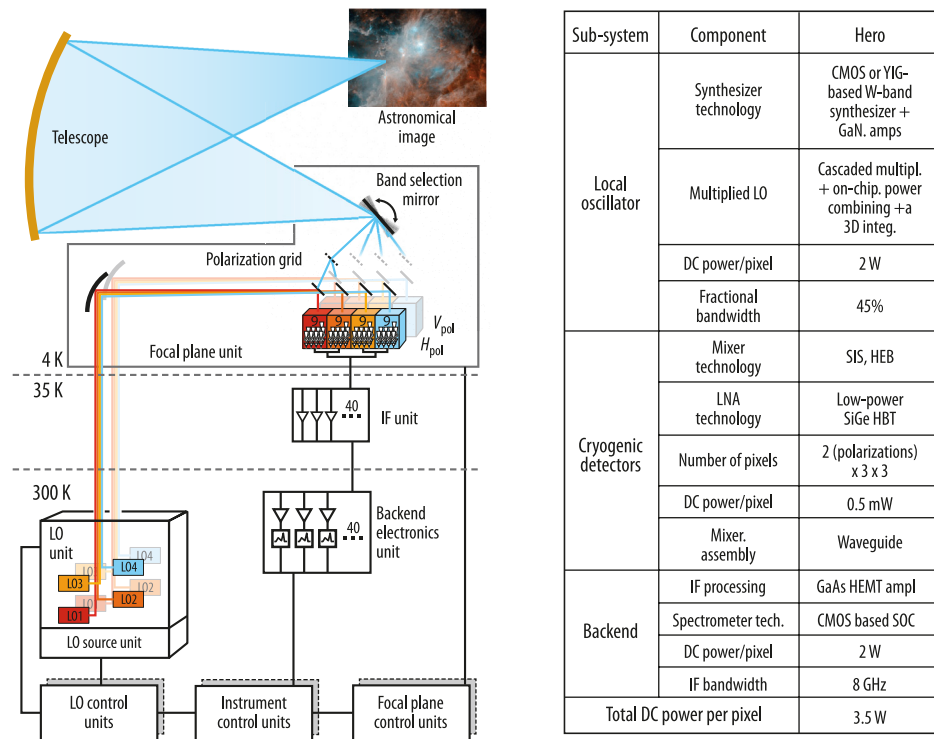 Telescope
Astronomical
image
Band selection
mirror
Polarization grid
9 9 9 9
V pol
H pol
Focal plane unit
4 K
35 K
40
IF unit
300 K
LO
unit
LO4
LO4
LO3
LO2
LO2
LO1
LO source unit
40
Backend
electronics
unit
LO control
units
Instrument
control units
Focal plane
control units
Sub-system Component Hero
Local
oscillator
Synthesizer
technology
CMOS or YIG-
based W-band
synthesizer +
GaN. amps
Multiplied LO
Cascaded multipl.
+ on-chip. power
combining +a
3D integ.
DC power/pixel 2 W
Fractional
bandwidth
45%
Cryogenic
detectors
Mixer
technology
SIS, HEB
LNA
technology
Low-power
SiGe HBT
Number of pixels
2 (polarizations)
x 3 x 3
DC power/pixel 0.5 mW
Mixer.
assembly
Waveguide
Backend
IF processing GaAs HEMT ampl
Spectrometer tech. CMOS based SOC
DC power/pixel 2 W
IF bandwidth 8 GHz
Total DC power per pixel 3.5 W